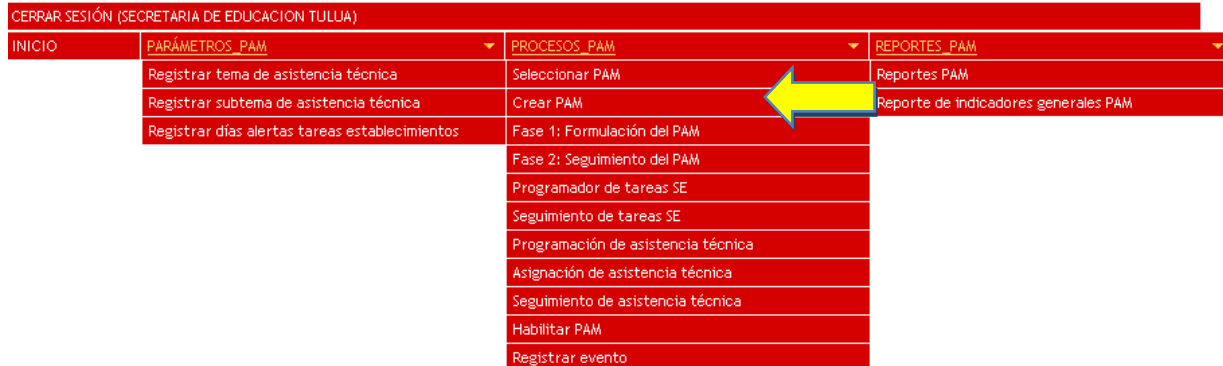 CERRAR SESIÓN (SECRETARIA DE EDUCACION TULUA)
INICIO
PARÁMETROS_PAM
PROCESOS_PAM
REPORTES_PAM
Registrar tema de asistencia técnica
Seleccionar PAM
Reportes PAM
Registrar subtema de asistencia técnica
Crear PAM
Reporte de indicadores generales PAM
Registrar días alertas tareas establecimientos
Fase 1: Formulación del PAM
Fase 2: Seguimiento del PAM
Programador de tareas SE
Seguimiento de tareas SE
Programación de asistencia técnica
Asignación de asistencia técnica
Seguimiento de asistencia técnica
Habilitar PAM
Registrar evento